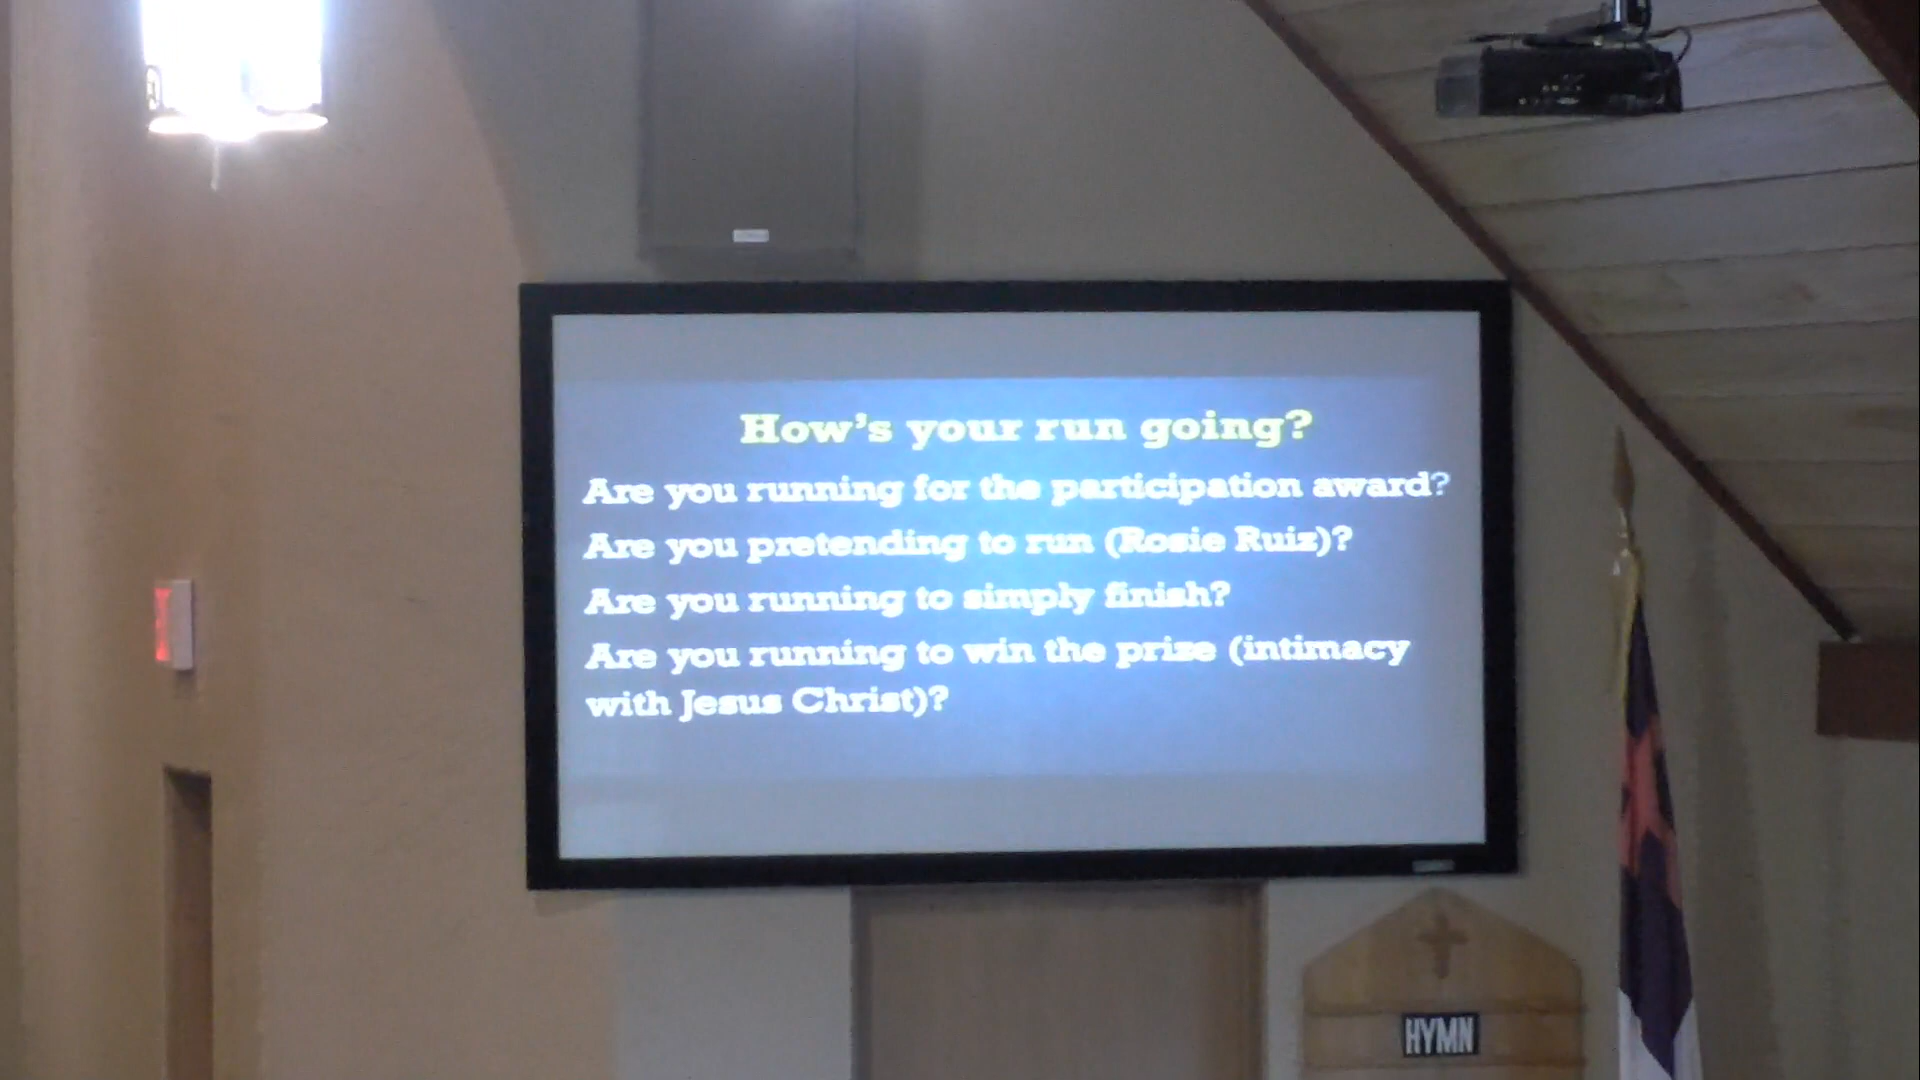 How's your run going?
Are you running for the participation award?
Are you pretending to run (Rosie Ruiz)?
Are you running to simply finish?
Are you running to win the prize (intimacy
with Jesus Christ)?
HYMN